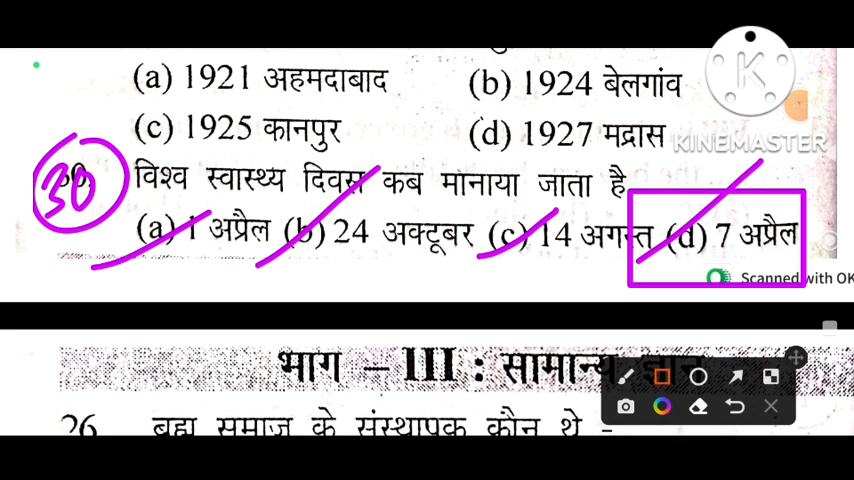 (a) 1921 अहमदाबाद (b) 1924 बेलगांव
(c) 1925 कानपुर (d) 1927 मद्रास
KINEMASTER
30 विश्व स्वास्थ्य दिवस कब मानाया जाता है
(a) 1 अप्रैल (b) 24 अक्टूबर (c) 14 अगस्त (d) 7 अप्रैल
Scanned with OK
भाग – III : सामान्य ज्ञान
26 ब्रह्म समाज के संस्थापक कौन थे -